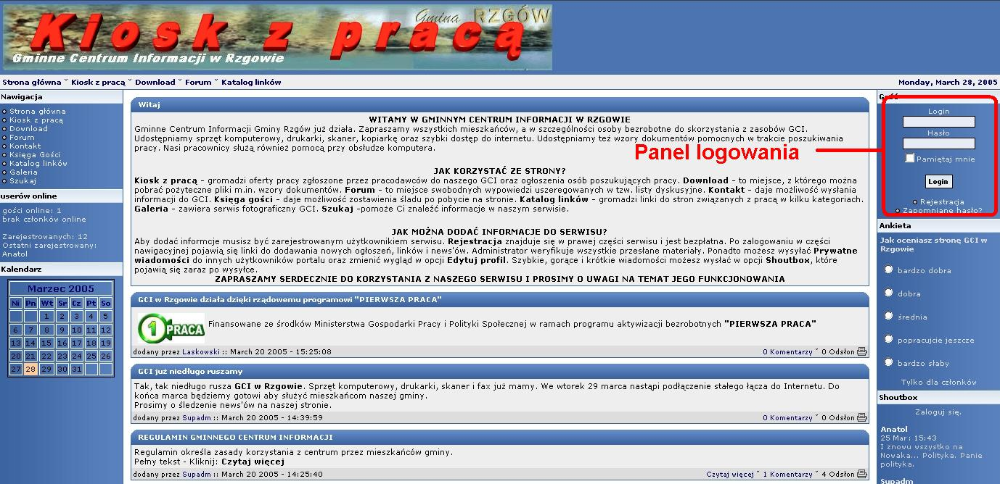 Gmina RZGÓW
Kiosk z pracą
Gminne Centrum Informacji w Rzgowie
Strona główna ˇ Kiosk z pracą ˇ Download ˇ Forum ˇ Katalog linków
Monday, March 28, 2005
Nawigacja
Strona główna
Kiosk z pracą
Download
Forum
Kontakt
Księga Gości
Katalog linków
Galeria
Szukaj
userów online
gości online: 1
brak członków online
Zarejestrowanych: 12
Ostatni zarejestrowany:
Anatol
Kalendarz
Marzec 2005
Ni Pn Wt Sr Cz Pt So
1 2 3 4 5
6 7 8 9 10 11 12
13 14 15 16 17 18 19
20 21 22 23 24 25 26
27 28 29 30 31
Witaj
WITAMY W GMINNYM CENTRUM INFORMACJI W RZGOWIE
Gminne Centrum Informacji Gminy Rzgów już działa. Zapraszamy wszystkich mieszkańców, a w szczególności osoby bezrobotne do skorzystania z zasobów GCI.
Udostępniamy sprzęt komputerowy, drukarki, skaner, kopiarkę oraz szybki dostęp do internetu. Udostępniamy też wzory dokumentów pomocnych w trakcie poszukiwania
pracy. Nasi pracownicy służą również pomocą przy obsłudze komputera.
Panel logowania
JAK KORZYSTAĆ ZE STRONY?
Kiosk z pracą - gromadzi oferty pracy zgłoszone przez pracodawców do naszego GCI oraz ogłoszenia osób poszukujących pracy. Download - to miejsce, z którego można
pobrać pożyteczne pliki m.in. wzory dokumentów. Forum - to miejsce swobodnych wypowiedzi uszeregowanych w tzw. listy dyskusyjne. Kontakt - daje możliwość wysłania
informacji do GCI. Księga gości - daje możliwość zostawienia śladu po pobycie na stronie. Katalog linków - gromadzi linki do stron związanych z pracą w kilku kategoriach.
Galeria - zawiera serwis fotograficzny GCI. Szukaj -pomoże Ci znaleźć informacje w naszym serwisie.
JAK MOŻNA DODAĆ INFORMACJE DO SERWISU?
Aby dodać informcje musisz być zarejestrowanym użytkownikiem serwisu. Rejestracja znajduje się w prawej części serwisu i jest bezpłatna. Po zalogowaniu w części
nawigacyjnej pojawią się linki do dodawania nowych ogłoszeń, linków i news'ów. Administrator weryfikuje wszystkie przesłane materiały. Ponadto możesz wysyłać Prywatne
wiadomości do innych użytkowników portalu oraz zmienić wygląd w opcji Edytuj profil. Szybkie, gorące i krótkie wiadomości możesz wysłać w opcji Shoutbox, które
pojawią się zaraz po wysyłce.
ZAPRASZAMY SERDECZNIE DO KORZYSTANIA Z NASZEGO SERWISU I PROSIMY O UWAGI NA TEMAT JEGO FUNKCJONOWANIA
GCI w Rzgowie działa dzięki rządowemu programowi "PIERWSZA PRACA"
1 PRACA
Finansowane ze środków Ministerstwa Gospodarki Pracy i Polityki Społecznej w ramach programu aktywizacji bezrobotnych "PIERWSZA PRACA"
dodany przez Laskowski :: March 20 2005 - 15:25:08
0 Komentarzy ˇ 0 Odsłon
GCI już niedługo ruszamy
Tak, tak niedługo rusza GCI w Rzgowie. Sprzęt komputerowy, drukarki, skaner i fax już mamy. We wtorek 29 marca nastąpi podłączenie stałego łącza do Internetu. Do
końca marca będziemy gotowi aby służyć mieszkańcom naszej gminy.
Prosimy o śledzenie news'ów na naszej stronie.
dodany przez Supadm :: March 20 2005 - 14:39:59
0 Komentarzy ˇ 0 Odsłon
REGULAMIN GMINNEGO CENTRUM INFORMACJI
Regulamin określa zasady korzystania z centrum przez mieszkańców gminy.
Pełny tekst - Kliknij: Czytaj więcej
dodany przez Supadm :: March 20 2005 - 14:25:40
Czytaj więcej ˇ 1 Komentarzy ˇ 4 Odsłon
Gość
Login
Hasło
Pamiętaj mnie
Login
Rejestracja
Zapomniane hasło?
Ankieta
Jak oceniasz stronę GCI w
Rzgowie
bardzo dobra
dobra
średnia
popracujcie jeszcze
bardzo słaby
Tylko dla członków
Shoutbox
Zaloguj się.
Anatol
25 Mar : 15:43
I znowu wszystko na
Nowaka... Polityka. Panie
polityka.
Supadm